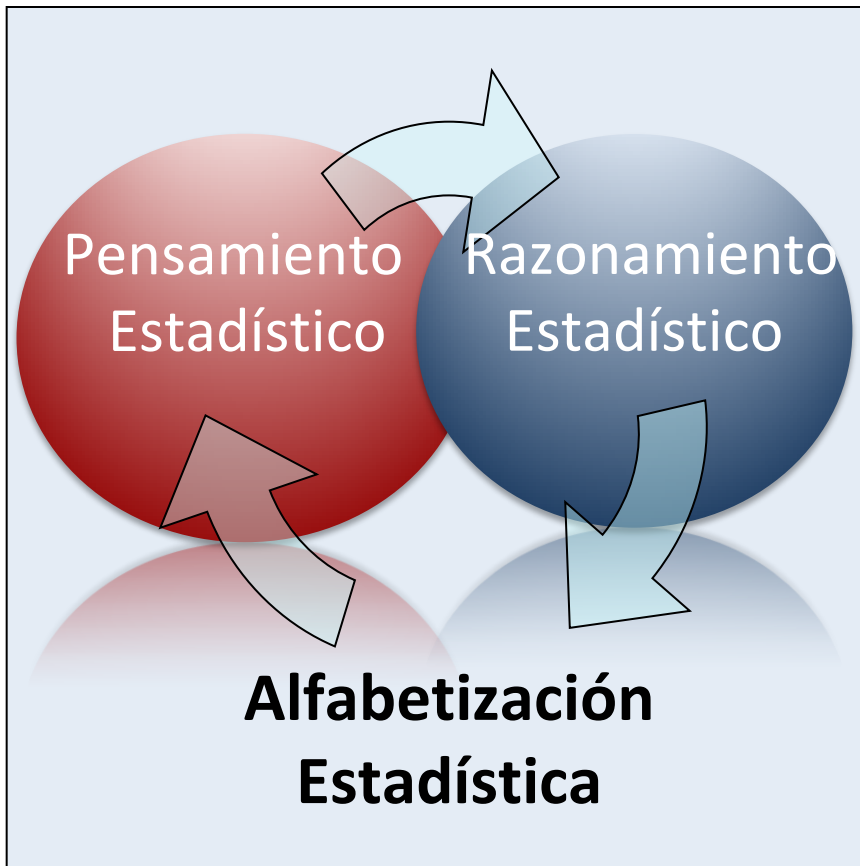 Pensamiento
Estadístico
Razonamiento
Estadístico
Alfabetización
Estadística